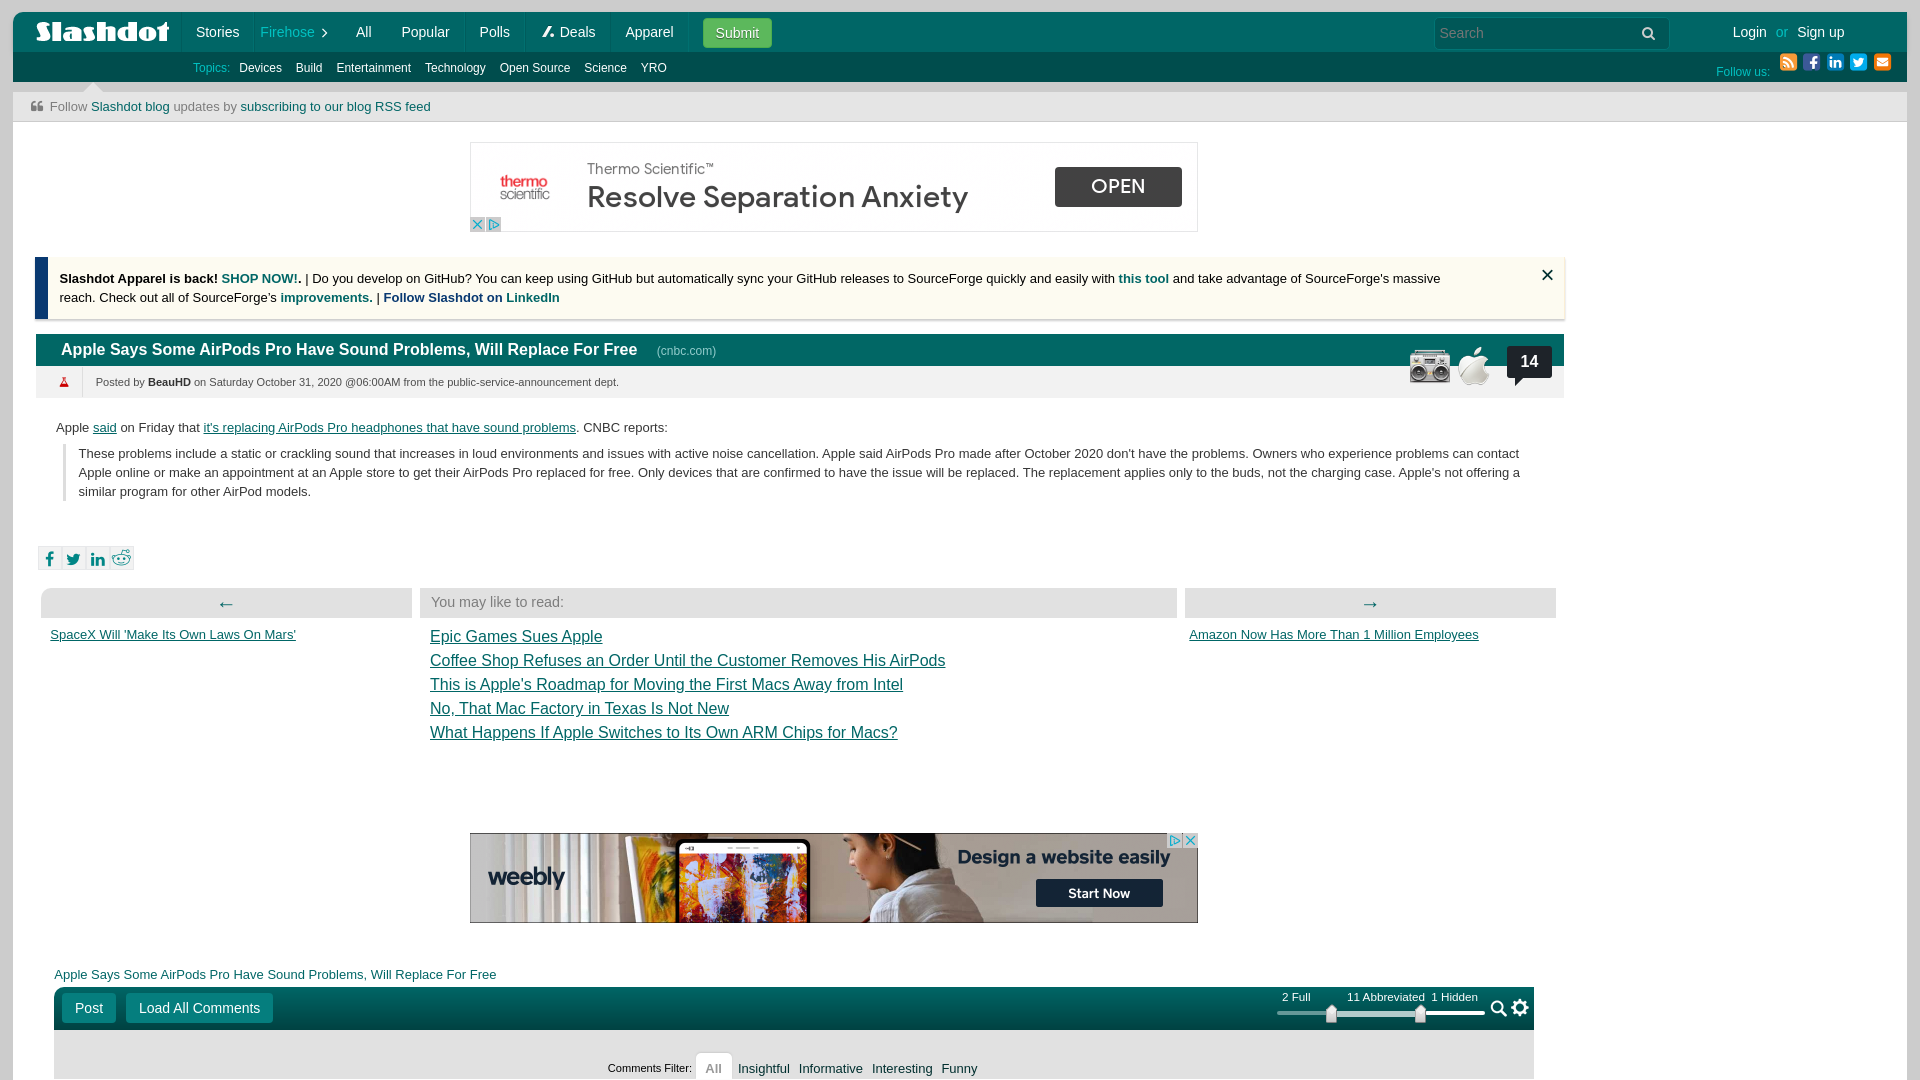 Slashdot
Stories Firehose All Popular Polls Deals Apparel Submit Search Login or Sign up
Topics: Devices Build Entertainment Technology Open Source Science YRO Follow us:
Follow Slashdot blog updates by subscribing to our blog RSS feed
Thermo Scientific™
thermo scientific
Resolve Separation Anxiety
OPEN
Slashdot Apparel is back! SHOP NOW!. | Do you develop on GitHub? You can keep using GitHub but automatically sync your GitHub releases to SourceForge quickly and easily with this tool and take advantage of SourceForge's massive
reach. Check out all of SourceForge's improvements. | Follow Slashdot on LinkedIn
Apple Says Some AirPods Pro Have Sound Problems, Will Replace For Free (cnbc.com) 14
Posted by BeauHD on Saturday October 31, 2020 @06:00AM from the public-service-announcement dept.
Apple said on Friday that it's replacing AirPods Pro headphones that have sound problems. CNBC reports:
These problems include a static or crackling sound that increases in loud environments and issues with active noise cancellation. Apple said AirPods Pro made after October 2020 don't have the problems. Owners who experience problems can contact
Apple online or make an appointment at an Apple store to get their AirPods Pro replaced for free. Only devices that are confirmed to have the issue will be replaced. The replacement applies only to the buds, not the charging case. Apple's not offering a
similar program for other AirPod models.
← You may like to read: →
SpaceX Will 'Make Its Own Laws On Mars'
Epic Games Sues Apple
Coffee Shop Refuses an Order Until the Customer Removes His AirPods
This is Apple's Roadmap for Moving the First Macs Away from Intel
No, That Mac Factory in Texas Is Not New
What Happens If Apple Switches to Its Own ARM Chips for Macs?
Amazon Now Has More Than 1 Million Employees
weebly
Design a website easily
Start Now
Apple Says Some AirPods Pro Have Sound Problems, Will Replace For Free
Post Load All Comments 2 Full 11 Abbreviated 1 Hidden
Comments Filter: All Insightful Informative Interesting Funny